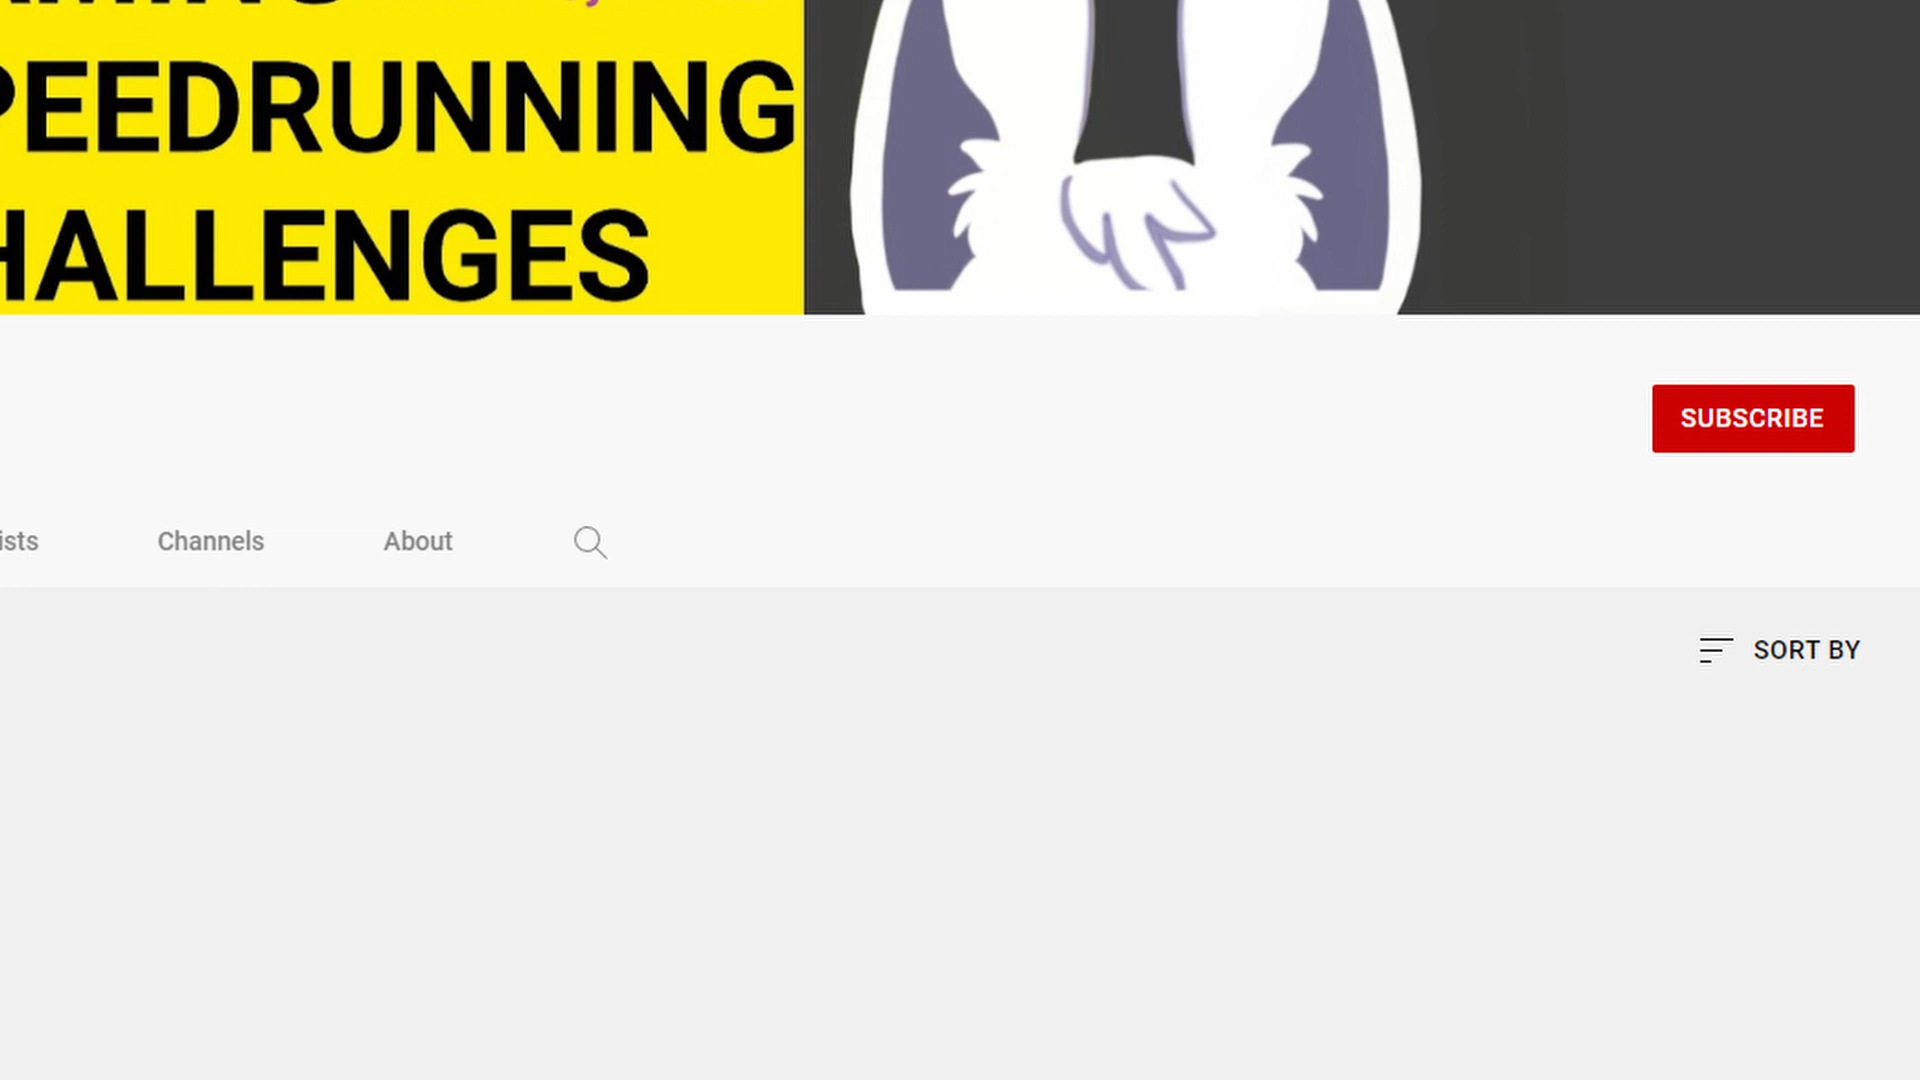 PEEDRUNNING
HALLENGES
SUBSCRIBE
ists
Channels
About
SORT BY